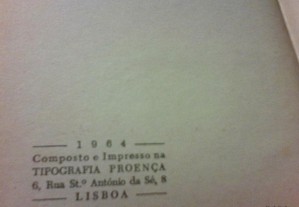 1964
Composto e Impresso na
TIPOGRAFIA PROENÇA
6, Rua St.º António da Sé, 8
LISBOA